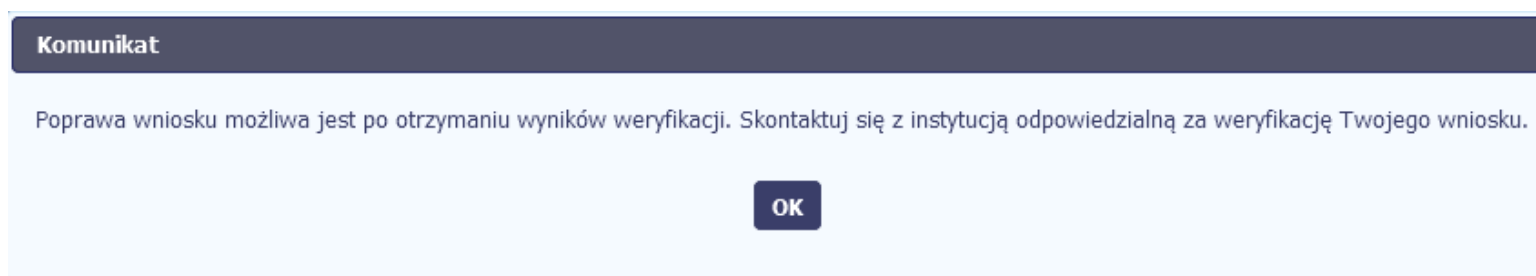 Komunikat
Poprawa wniosku możliwa jest po otrzymaniu wyników weryfikacji. Skontaktuj się z instytucją odpowiedzialną za weryfikację Twojego wniosku.
OK